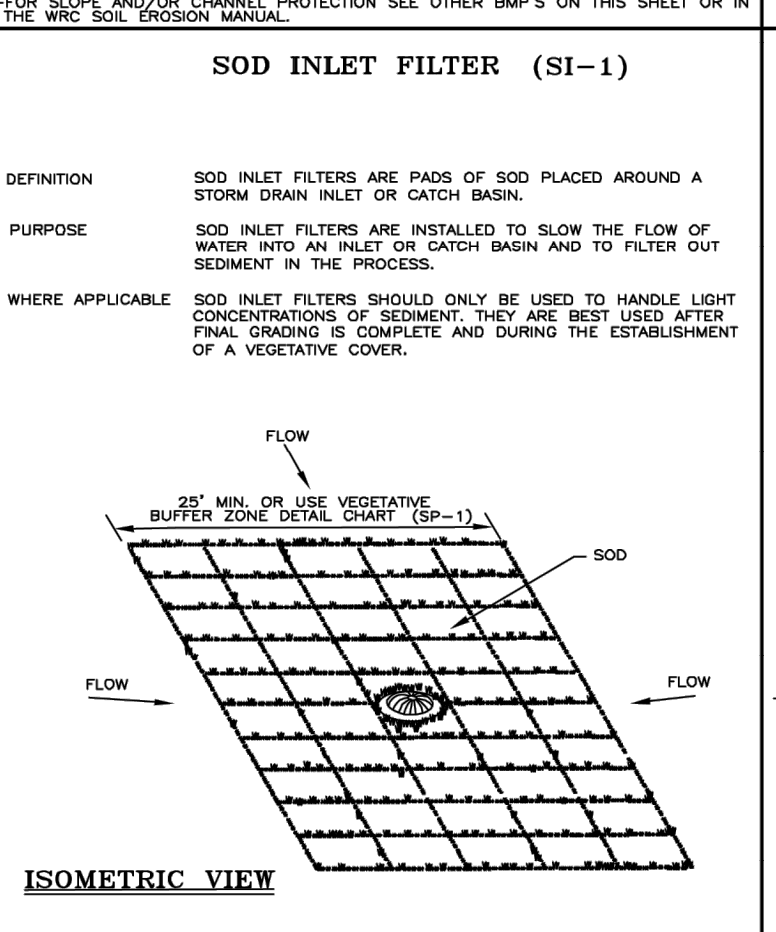 -FOR SLOPE AND/OR CHANNEL PROTECTION SEE OTHER BMP'S ON THIS SHEET OR IN
THE WRC SOIL EROSION MANUAL.
SOD INLET FILTER (SI-1)
DEFINITION SOD INLET FILTERS ARE PADS OF SOD PLACED AROUND A
STORM DRAIN INLET OR CATCH BASIN.
PURPOSE SOD INLET FILTERS ARE INSTALLED TO SLOW THE FLOW OF
WATER INTO AN INLET OR CATCH BASIN AND TO FILTER OUT
SEDIMENT IN THE PROCESS.
WHERE APPLICABLE SOD INLET FILTERS SHOULD ONLY BE USED TO HANDLE LIGHT
CONCENTRATIONS OF SEDIMENT. THEY ARE BEST USED AFTER
FINAL GRADING IS COMPLETE AND DURING THE ESTABLISHMENT
OF A VEGETATIVE COVER.
FLOW
25' MIN. OR USE VEGETATIVE
BUFFER ZONE DETAIL CHART (SP-1)
SOD
FLOW
FLOW
ISOMETRIC VIEW